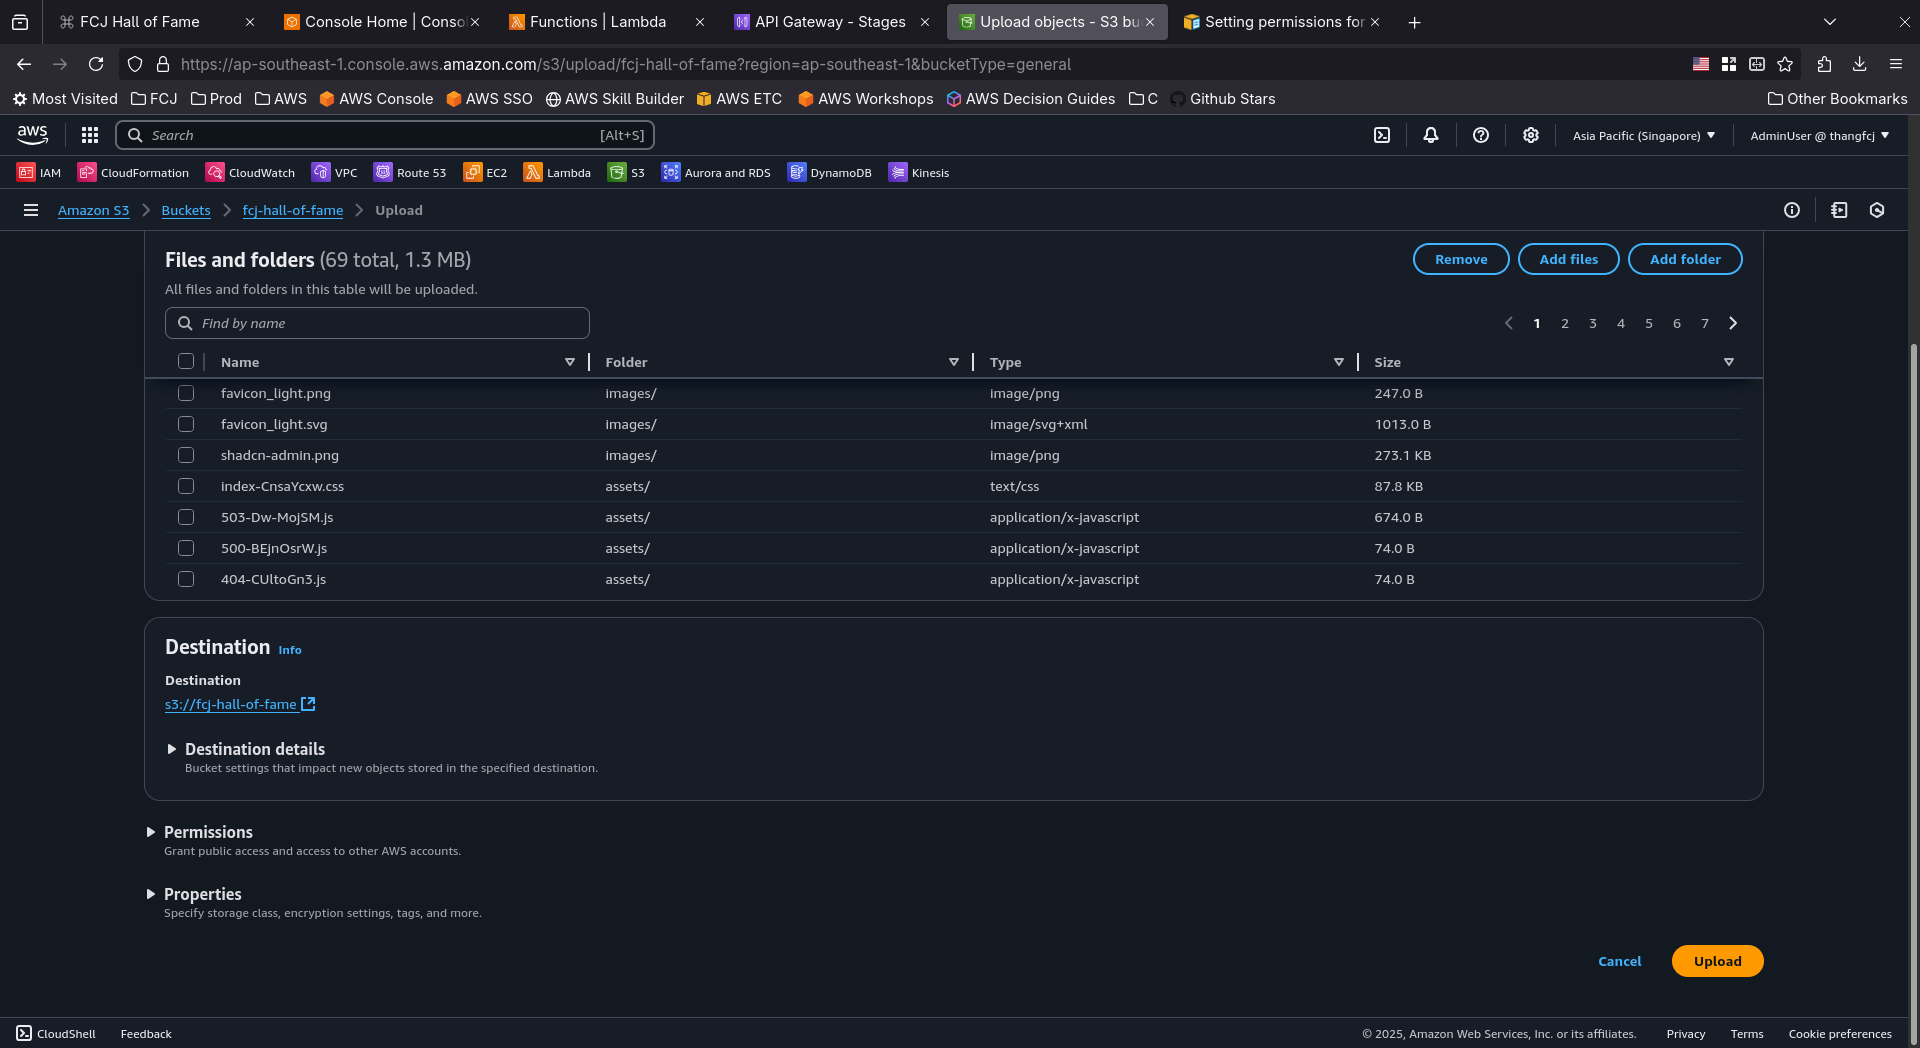 FCJ Hall of Fame
Console Home | Conso
Functions | Lambda
API Gateway - Stages
Upload objects - S3 bu
Setting permissions for
https://ap-southeast-1.console.aws.amazon.com/s3/upload/fcj-hall-of-fame?region=ap-southeast-1&bucketType=general
Most Visited FCJ Prod AWS AWS Console AWS SSO AWS Skill Builder AWS ETC AWS Workshops AWS Decision Guides C Github Stars Other Bookmarks
aws Search [Alt+S] Asia Pacific (Singapore) AdminUser @ thangfcj
IAM CloudFormation CloudWatch VPC Route 53 EC2 Lambda S3 Aurora and RDS DynamoDB Kinesis
Amazon S3 Buckets fcj-hall-of-fame Upload
Files and folders (69 total, 1.3 MB) Remove Add files Add folder
All files and folders in this table will be uploaded.
Find by name 1 2 3 4 5 6 7
Name Folder Type Size
favicon_light.png images/ image/png 247.0 B
favicon_light.svg images/ image/svg+xml 1013.0 B
shadcn-admin.png images/ image/png 273.1 KB
index-CnsaYcxw.css assets/ text/css 87.8 KB
503-Dw-MojSM.js assets/ application/x-javascript 674.0 B
500-BEjnOsrW.js assets/ application/x-javascript 74.0 B
404-CUltoGn3.js assets/ application/x-javascript 74.0 B
Destination Info
Destination
s3://fcj-hall-of-fame
Destination details
Bucket settings that impact new objects stored in the specified destination.
Permissions
Grant public access and access to other AWS accounts.
Properties
Specify storage class, encryption settings, tags, and more.
Cancel Upload
CloudShell Feedback © 2025, Amazon Web Services, Inc. or its affiliates. Privacy Terms Cookie preferences